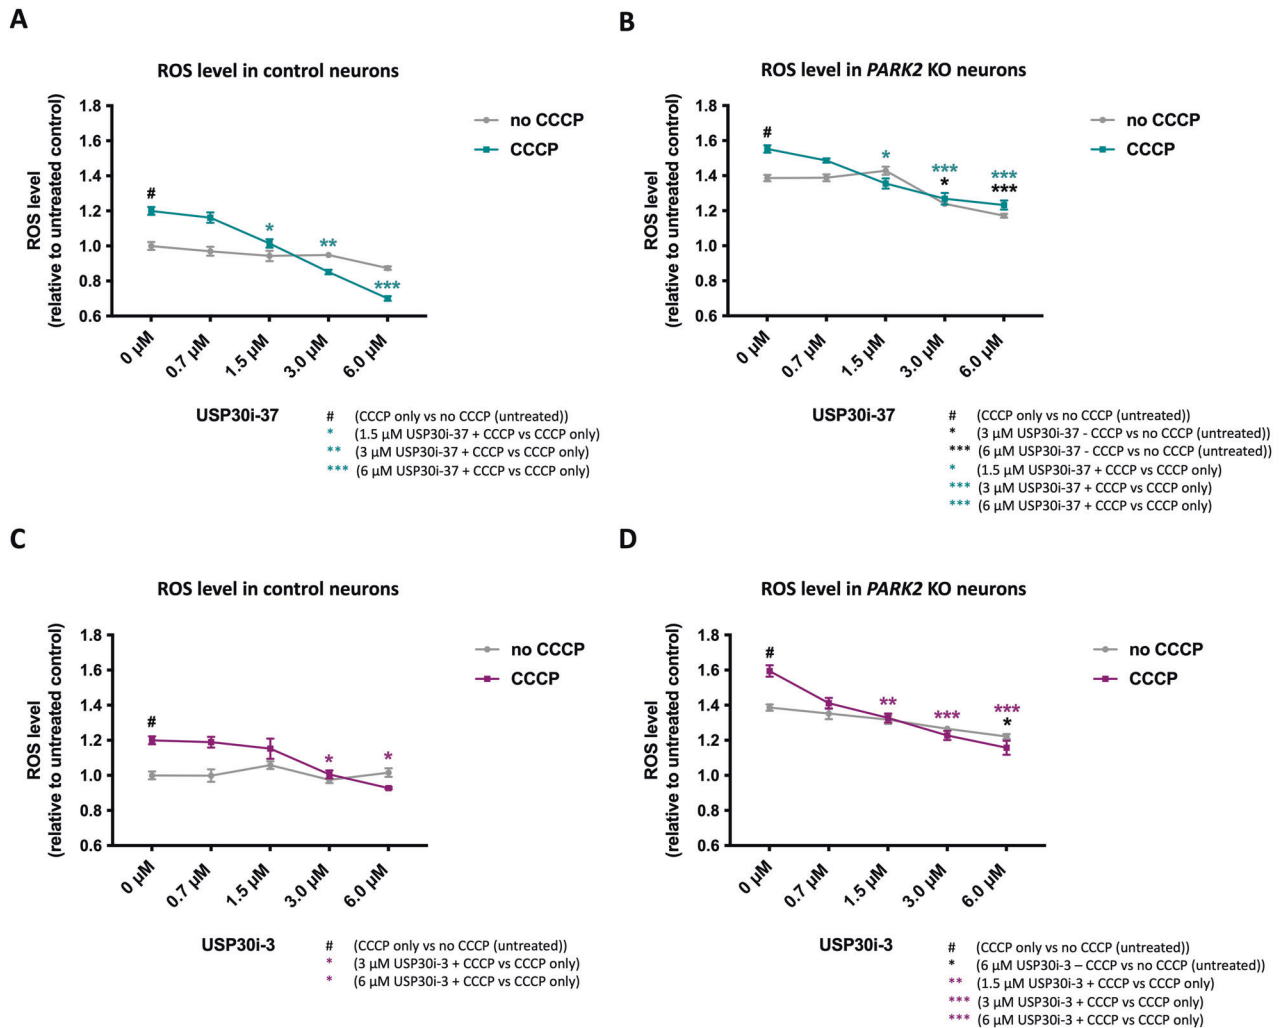 A
ROS level in control neurons
ROS level
(relative to untreated control)
1.8
1.6
1.4
1.2
1.0
0.8
0.6
#
*
**
***
no CCCP
CCCP
0 µM
0.7 µM
1.5 µM
3.0 µM
6.0 µM
USP30i-37
# (CCCP only vs no CCCP (untreated))
* (1.5 µM USP30i-37 + CCCP vs CCCP only)
** (3 µM USP30i-37 + CCCP vs CCCP only)
*** (6 µM USP30i-37 + CCCP vs CCCP only)
B
ROS level in PARK2 KO neurons
ROS level
(relative to untreated control)
1.8
1.6
1.4
1.2
1.0
0.8
0.6
#
*
***
*
***
***
no CCCP
CCCP
0 µM
0.7 µM
1.5 µM
3.0 µM
6.0 µM
USP30i-37
# (CCCP only vs no CCCP (untreated))
* (3 µM USP30i-37 - CCCP vs no CCCP (untreated))
*** (6 µM USP30i-37 - CCCP vs no CCCP (untreated))
* (1.5 µM USP30i-37 + CCCP vs CCCP only)
*** (3 µM USP30i-37 + CCCP vs CCCP only)
*** (6 µM USP30i-37 + CCCP vs CCCP only)
C
ROS level in control neurons
ROS level
(relative to untreated control)
1.8
1.6
1.4
1.2
1.0
0.8
0.6
#
*
*
no CCCP
CCCP
0 µM
0.7 µM
1.5 µM
3.0 µM
6.0 µM
USP30i-3
# (CCCP only vs no CCCP (untreated))
* (3 µM USP30i-3 + CCCP vs CCCP only)
* (6 µM USP30i-3 + CCCP vs CCCP only)
D
ROS level in PARK2 KO neurons
ROS level
(relative to untreated control)
1.8
1.6
1.4
1.2
1.0
0.8
0.6
#
**
***
***
*
no CCCP
CCCP
0 µM
0.7 µM
1.5 µM
3.0 µM
6.0 µM
USP30i-3
# (CCCP only vs no CCCP (untreated))
* (6 µM USP30i-3 – CCCP vs no CCCP (untreated))
** (1.5 µM USP30i-3 + CCCP vs CCCP only)
*** (3 µM USP30i-3 + CCCP vs CCCP only)
*** (6 µM USP30i-3 + CCCP vs CCCP only)